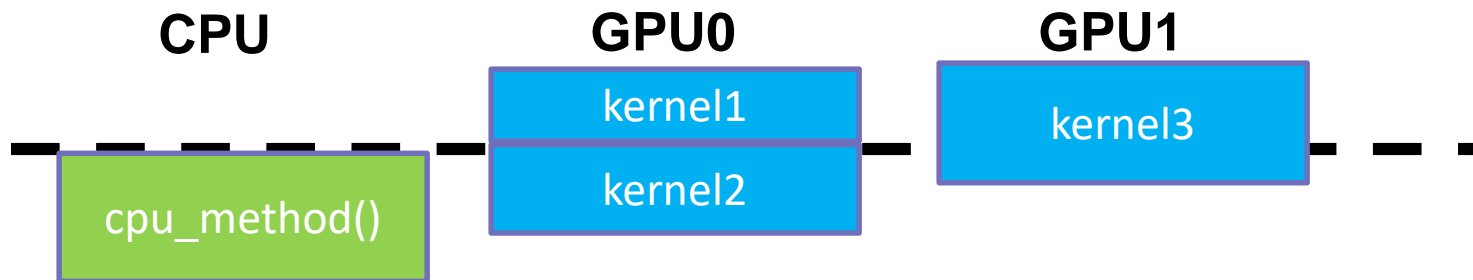 CPU
GPU0
GPU1
kernel1
kernel3
kernel2
cpu_method()